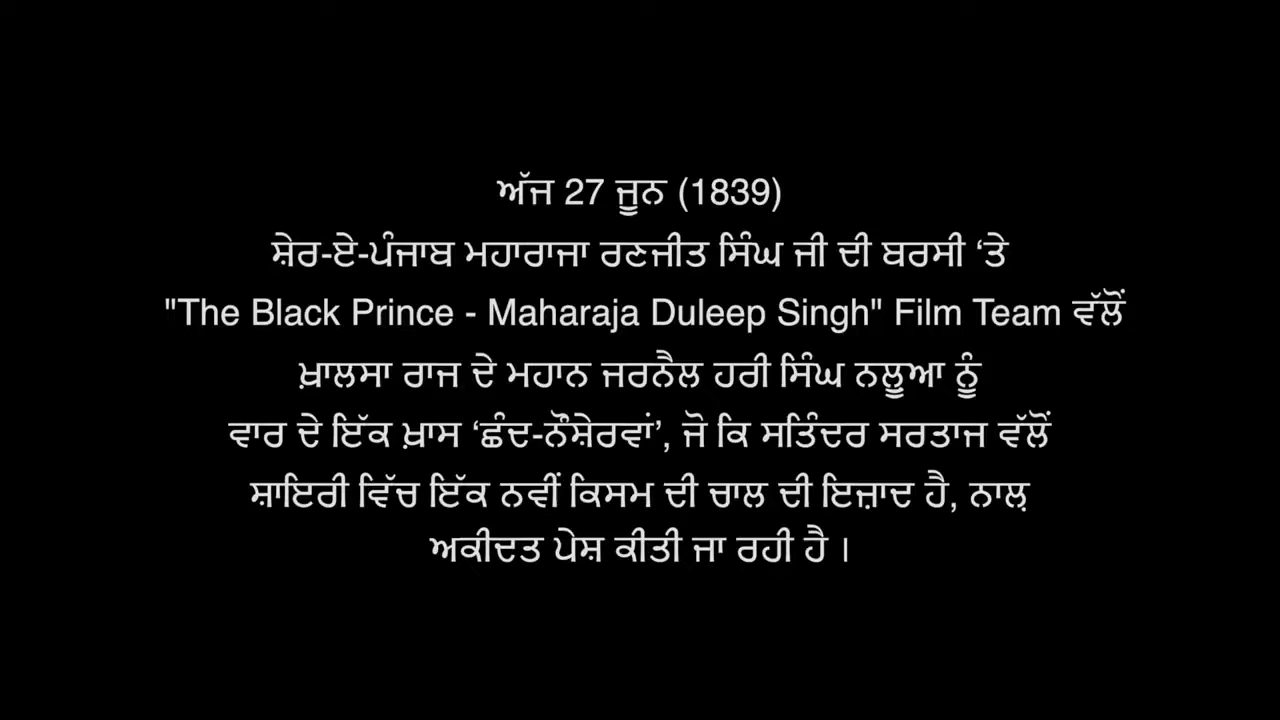 ਅੱਜ 27 ਜੂਨ (1839)
ਸ਼ੇਰ-ਏ-ਪੰਜਾਬ ਮਹਾਰਾਜਾ ਰਣਜੀਤ ਸਿੰਘ ਜੀ ਦੀ ਬਰਸੀ ‘ਤੇ
"The Black Prince - Maharaja Duleep Singh" Film Team ਵੱਲੋਂ
ਖ਼ਾਲਸਾ ਰਾਜ ਦੇ ਮਹਾਨ ਜਰਨੈਲ ਹਰੀ ਸਿੰਘ ਨਲੂਆ ਨੂੰ
ਵਾਰ ਦੇ ਇੱਕ ਖ਼ਾਸ ‘ਛੰਦ-ਨੌਸ਼ੇਰਵਾਂ’, ਜੋ ਕਿ ਸਤਿੰਦਰ ਸਰਤਾਜ ਵੱਲੋਂ
ਸ਼ਾਇਰੀ ਵਿੱਚ ਇੱਕ ਨਵੀਂ ਕਿਸਮ ਦੀ ਚਾਲ ਦੀ ਇਜ਼ਾਦ ਹੈ, ਨਾਲ਼
ਅਕੀਦਤ ਪੇਸ਼ ਕੀਤੀ ਜਾ ਰਹੀ ਹੈ ।